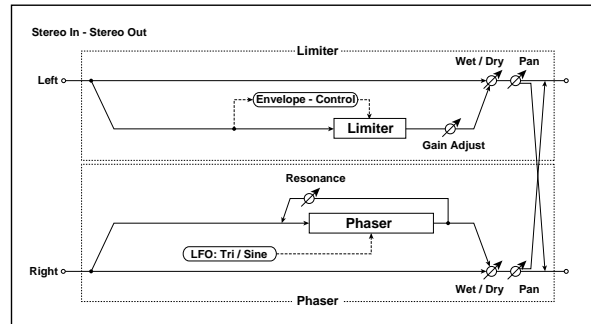 Stereo In - Stereo Out
Limiter
Wet / Dry Pan
Left
Envelope - Control
Limiter
Gain Adjust
Resonance
Phaser
LFO: Tri / Sine
Right
Wet / Dry Pan
Phaser